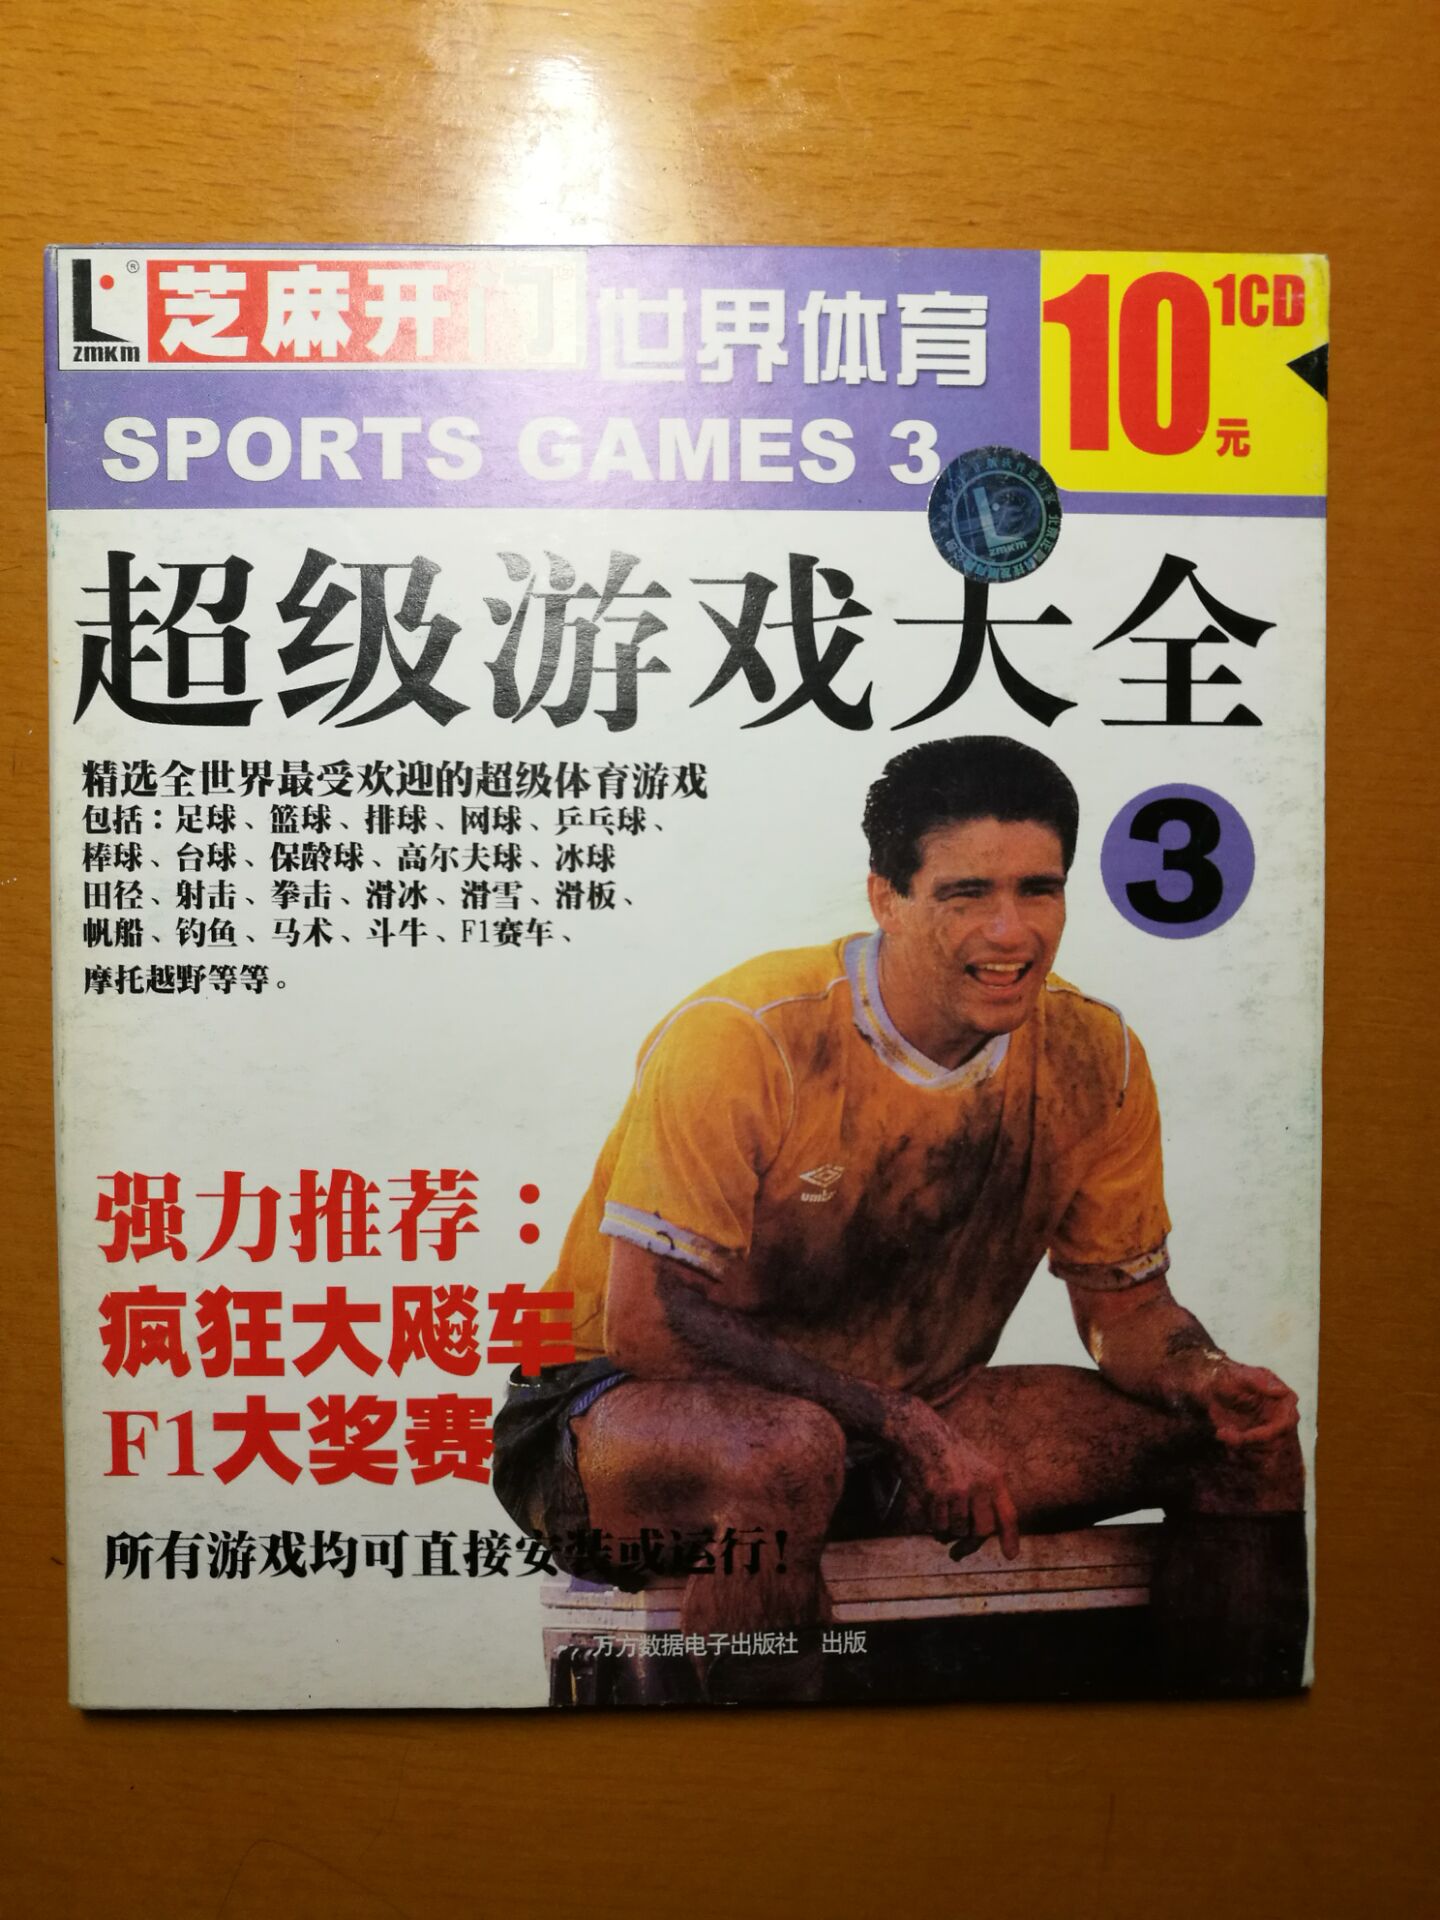 芝麻开门
®
zmkm
世界体育
10元
1CD
SPORTS GAMES 3
zmkm
超级游戏大全
3
精选全世界最受欢迎的超级体育游戏
包括：足球、篮球、排球、网球、乒乓球、
棒球、台球、保龄球、高尔夫球、冰球
田径、射击、拳击、滑冰、滑雪、滑板、
帆船、钓鱼、马术、斗牛、F1赛车、
摩托越野等等。
强力推荐：
疯狂大飚车
F1大奖赛
所有游戏均可直接安装或运行！
万方数据电子出版社 出版